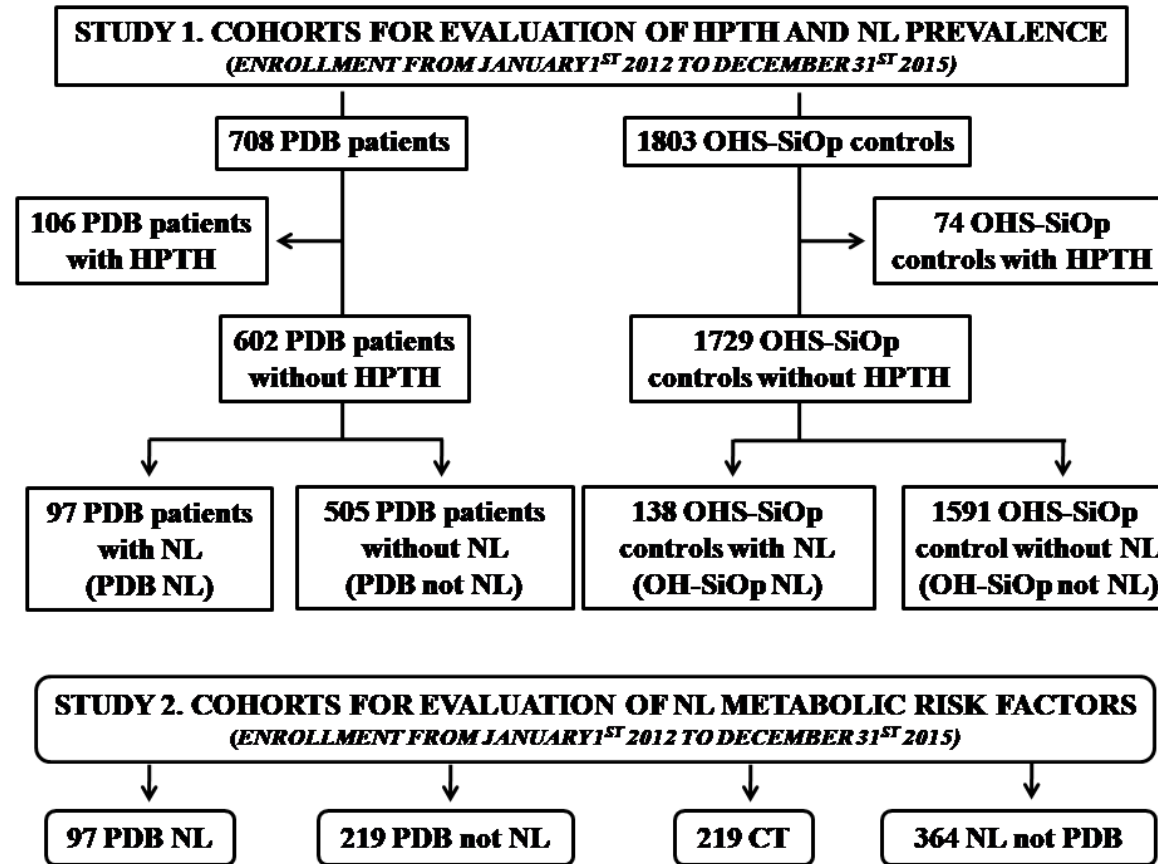 STUDY 1. COHORTS FOR EVALUATION OF HPTH AND NL PREVALENCE
(ENROLLMENT FROM JANUARY 1ST 2012 TO DECEMBER 31ST 2015)
708 PDB patients
1803 OHS-SiOp controls
106 PDB patients
with HPTH
74 OHS-SiOp
controls with HPTH
602 PDB patients
without HPTH
1729 OHS-SiOp
controls without HPTH
97 PDB patients
with NL
(PDB NL)
505 PDB patients
without NL
(PDB not NL)
138 OHS-SiOp
controls with NL
(OH-SiOp NL)
1591 OHS-SiOp
control without NL
(OH-SiOp not NL)
STUDY 2. COHORTS FOR EVALUATION OF NL METABOLIC RISK FACTORS
(ENROLLMENT FROM JANUARY 1ST 2012 TO DECEMBER 31ST 2015)
97 PDB NL
219 PDB not NL
219 CT
364 NL not PDB